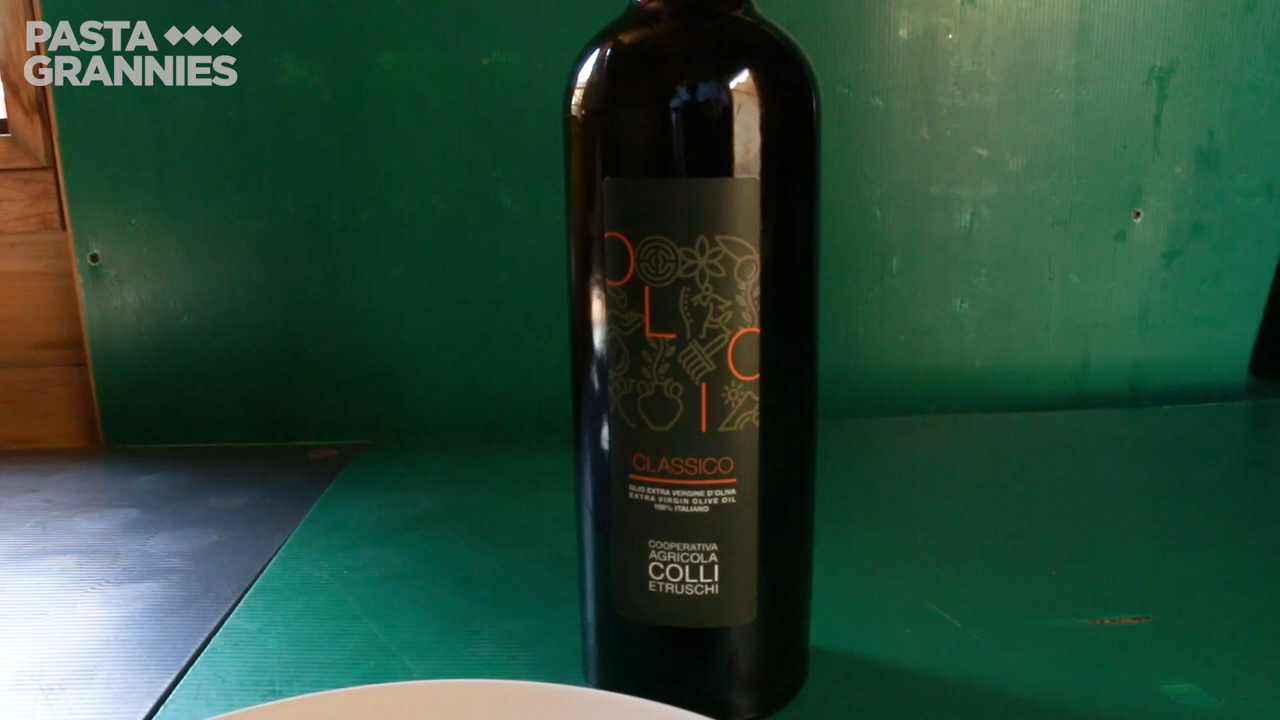 PASTA
GRANNIES
O
L
O
I
CLASSICO
OLIO EXTRA VERGINE D'OLIVA
EXTRA VIRGIN OLIVE OIL
100% ITALIANO
COOPERATIVA
AGRICOLA
COLLI
ETRUSCHI